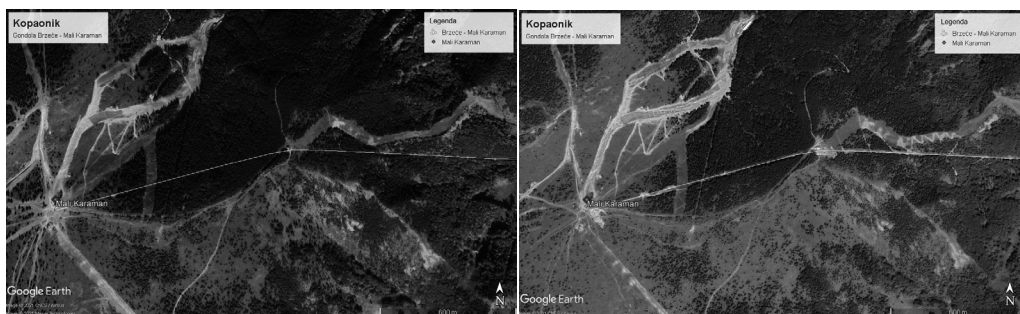 Kopaonik
Gondola Brzeće - Mali Karaman
Legenda
Brzeće - Mali Karaman
Mali Karaman
Mali Karaman
Google Earth
600 m
N
Kopaonik
Gondola Brzeće - Mali Karaman
Legenda
Brzeće - Mali Karaman
Mali Karaman
Mali Karaman
Google Earth
600 m
N